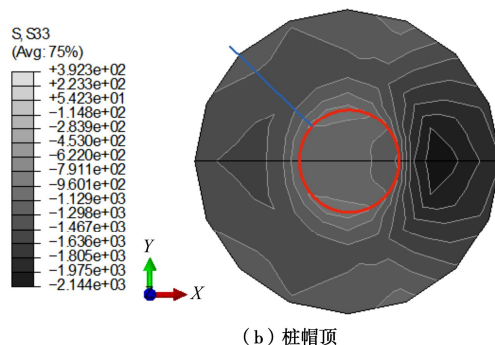 S, S33
(Avg: 75%)
+3.923e+02
+2.233e+02
+5.423e+01
-1.148e+02
-2.839e+02
-4.530e+02
-6.220e+02
-7.911e+02
-9.601e+02
-1.129e+03
-1.298e+03
-1.467e+03
-1.636e+03
-1.805e+03
-1.975e+03
-2.144e+03
Y
X
（b）桩帽顶